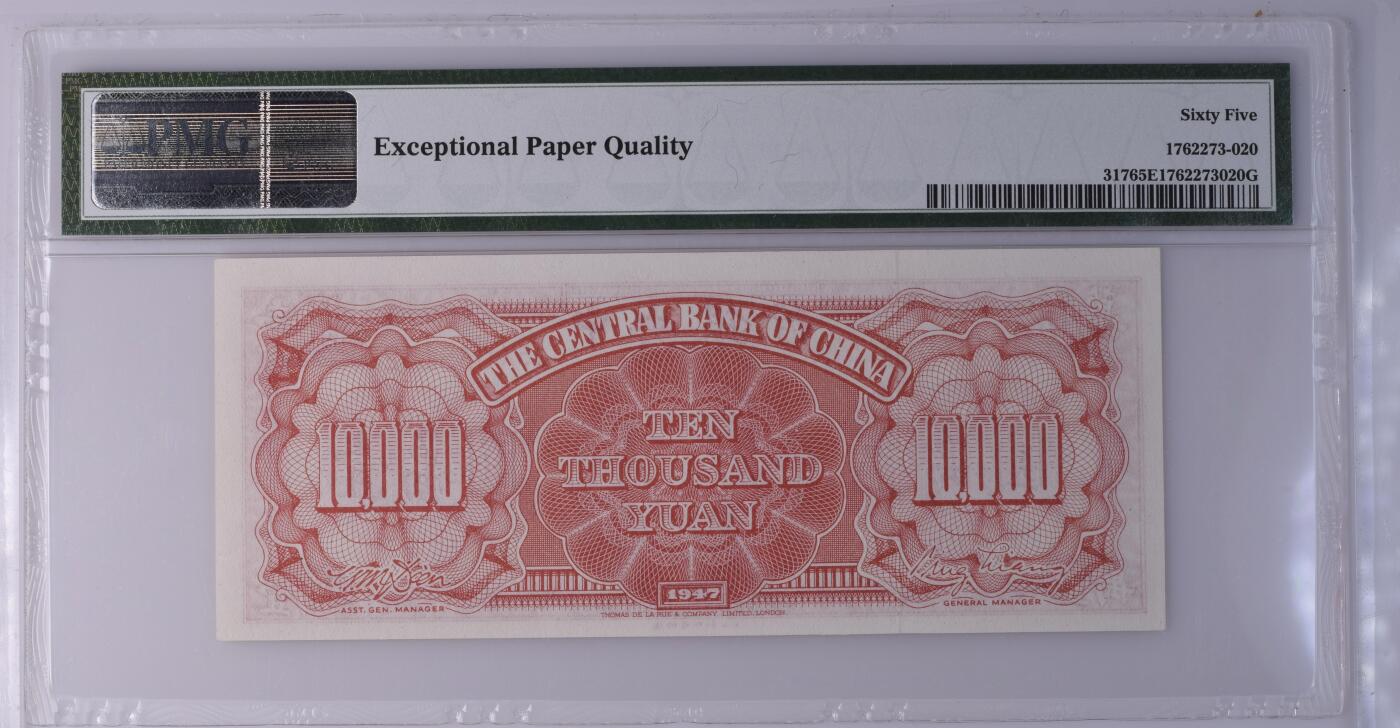 PMG
Exceptional Paper Quality
Sixty Five
1762273-020
31765E1762273020G
THE CENTRAL BANK OF CHINA
10,000
TEN
THOUSAND
YUAN
10,000
ASST. GEN. MANAGER
GENERAL MANAGER
1947
THOMAS DE LA RUE & COMPANY, LIMITED, LONDON.